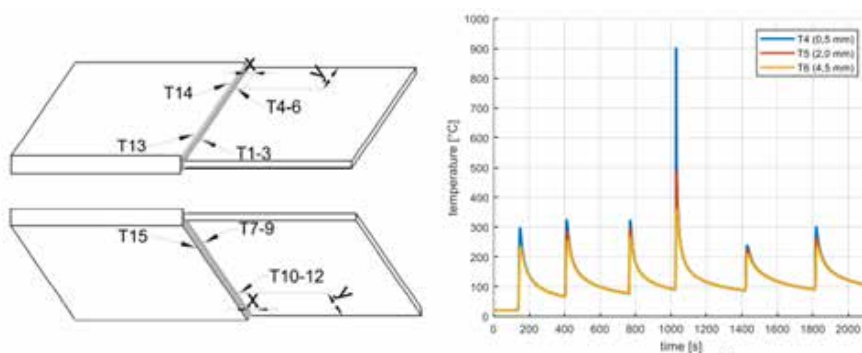 X
y
T14
T4-6
T13
T1-3
T7-9
T15
T10-12
X
y
1000
900
800
700
600
500
400
300
200
100
0
temperature [°C]
T4 (0,5 mm)
T5 (2,0 mm)
T6 (4,5 mm)
0 200 400 600 800 1000 1200 1400 1600 1800 2000
time [s]